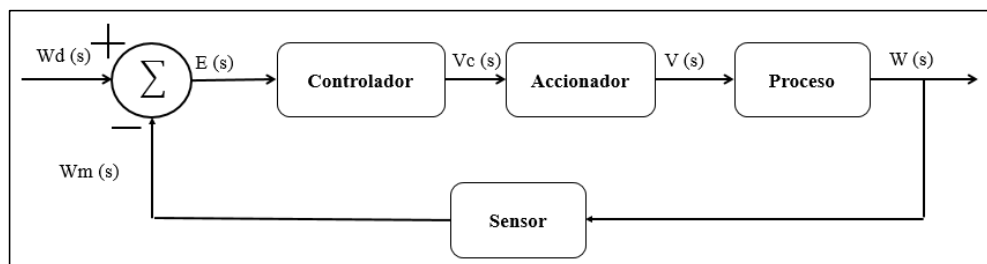 Wd (s)
+
Σ
E (s)
Controlador
Vc (s)
Accionador
V (s)
Proceso
W (s)
−
Wm (s)
Sensor